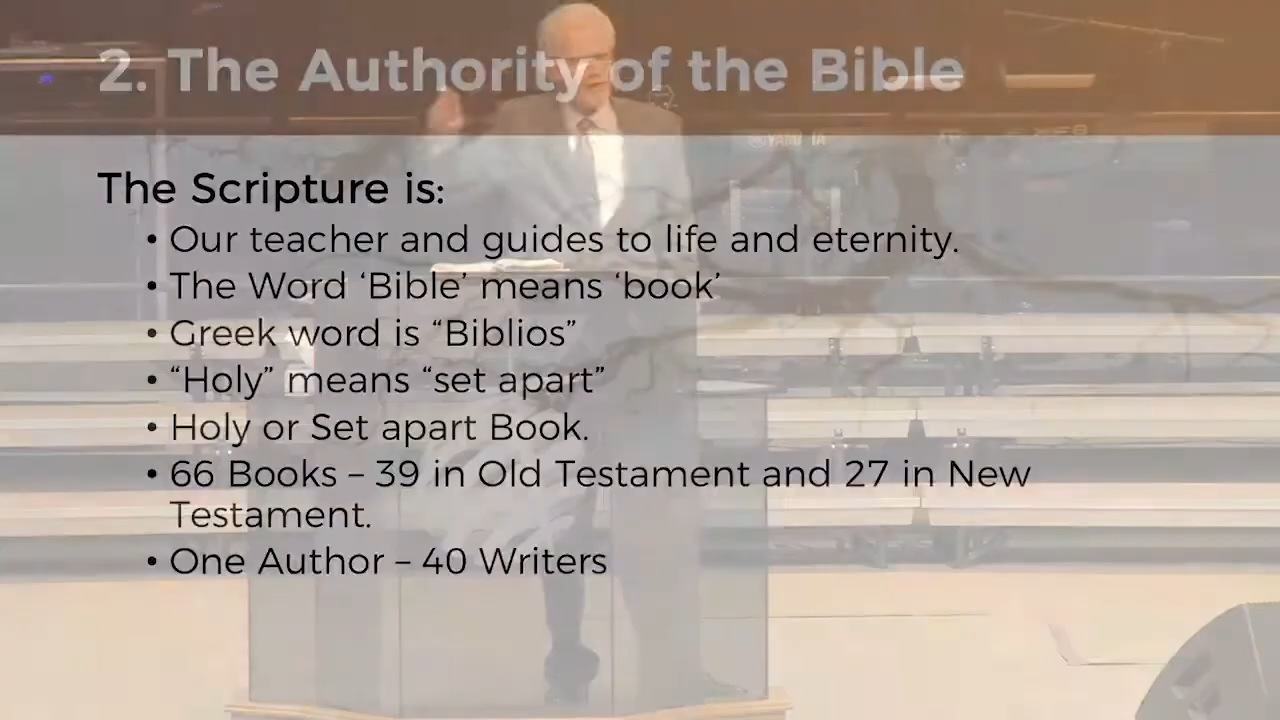 2. The Authority of the Bible
The Scripture is:
• Our teacher and guides to life and eternity.
• The Word ‘Bible’ means ‘book’
• Greek word is “Biblios”
• “Holy” means “set apart”
• Holy or Set apart Book.
• 66 Books – 39 in Old Testament and 27 in New
Testament.
• One Author – 40 Writers